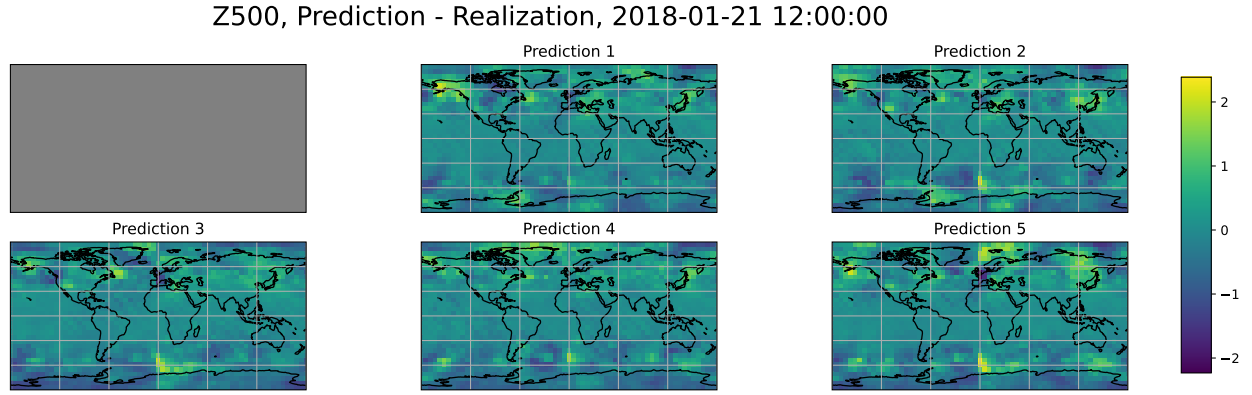 Z500, Prediction - Realization, 2018-01-21 12:00:00
Prediction 1
Prediction 2
2
1
0
−1
−2
Prediction 3
Prediction 4
Prediction 5